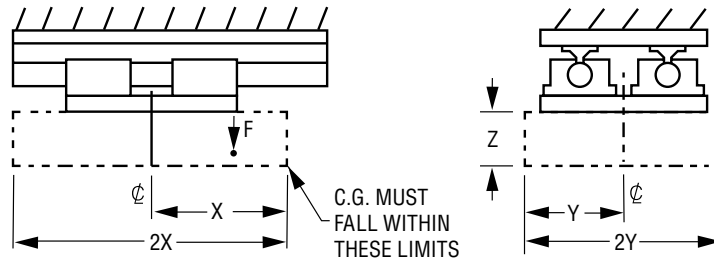 F
Z
℄
X
C.G. MUST
FALL WITHIN
THESE LIMITS
2X
℄
Y
2Y